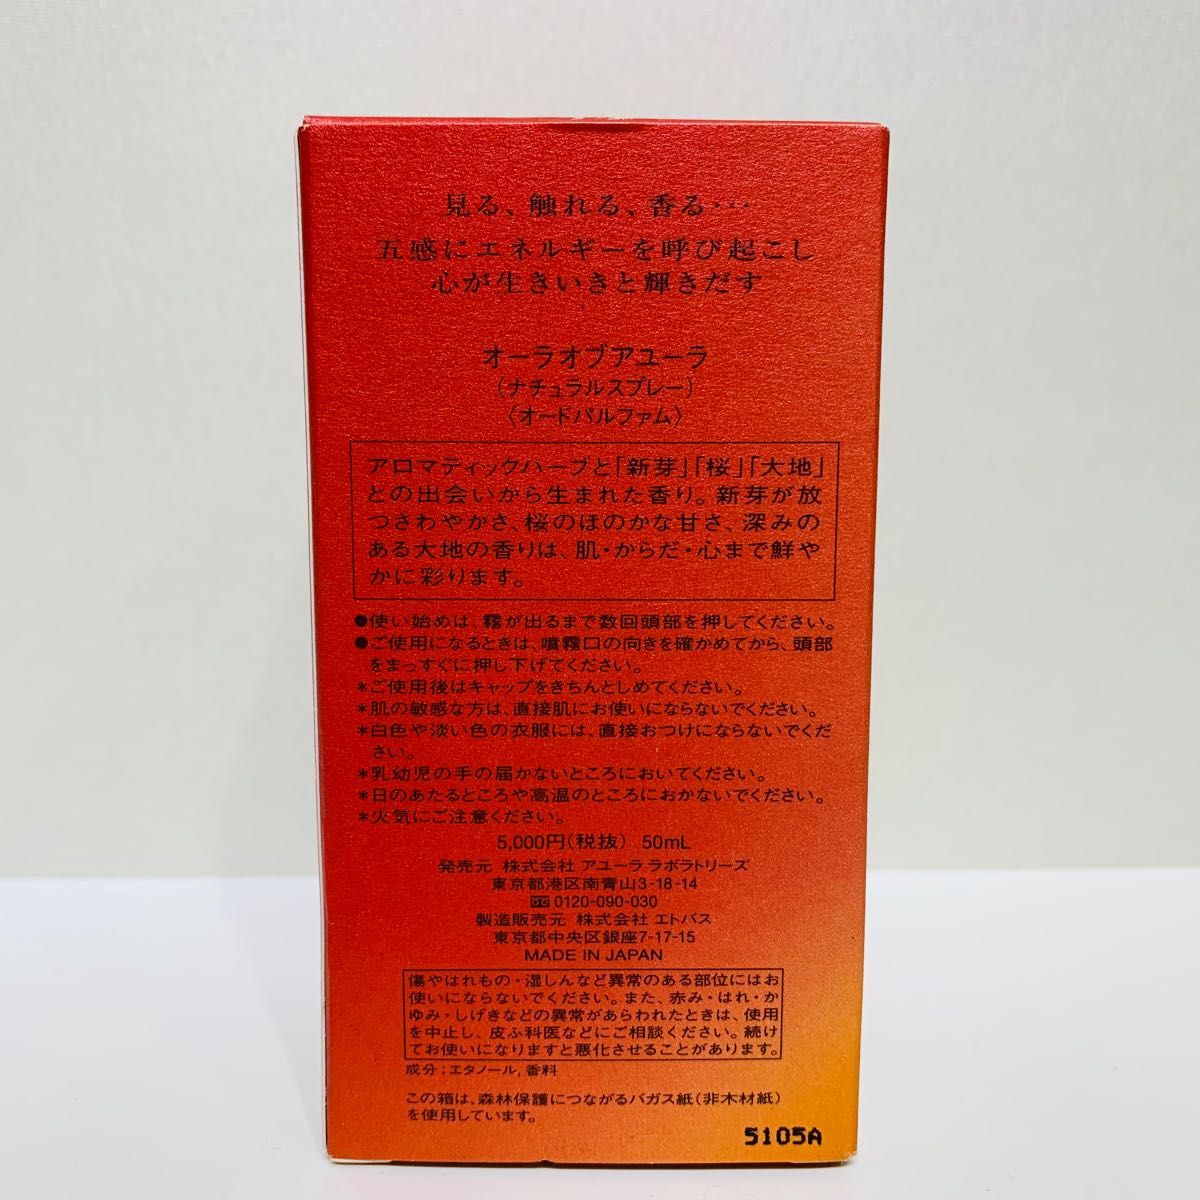 見る、触れる、香る・・・
五感にエネルギーを呼び起こし
心が生きいきと輝きだす
オーラオブアユーラ
(ナチュラルスプレー)
〈オードパルファム〉
アロマティックハーブと「新芽」「桜」「大地」
との出会いから生まれた香り。新芽が放
つさわやかさ、桜のほのかな甘さ、深みの
ある大地の香りは、肌・からだ・心まで鮮や
かに彩ります。
●使い始めは、霧が出るまで数回頭部を押してください。
●ご使用になるときは、噴霧口の向きを確かめてから、頭部
をまっすぐに押し下げてください。
*ご使用後はキャップをきちんとしめてください。
*肌の敏感な方は、直接肌にお使いにならないでください。
*白色や淡い色の衣服には、直接おつけにならないでくだ
さい。
*乳幼児の手の届かないところにおいてください。
*日のあたるところや高温のところにおかないでください。
*火気にご注意ください。
5,000円(税抜) 50mL
発売元 株式会社 アユーラ ラボラトリーズ
東京都港区南青山3-18-14
0120-090-030
製造販売元 株式会社 エトバス
東京都中央区銀座7-17-15
MADE IN JAPAN
傷やはれもの・湿しんなど異常のある部位にはお
使いにならないでください。また、赤み・はれ・か
ゆみ・しげきなどの異常があらわれたときは、使用
を中止し、皮ふ科医などにご相談ください。続け
てお使いになりますと悪化させることがあります。
成分:エタノール,香料
この箱は、森林保護につながるバガス紙(非木材紙)
を使用しています。
5105A